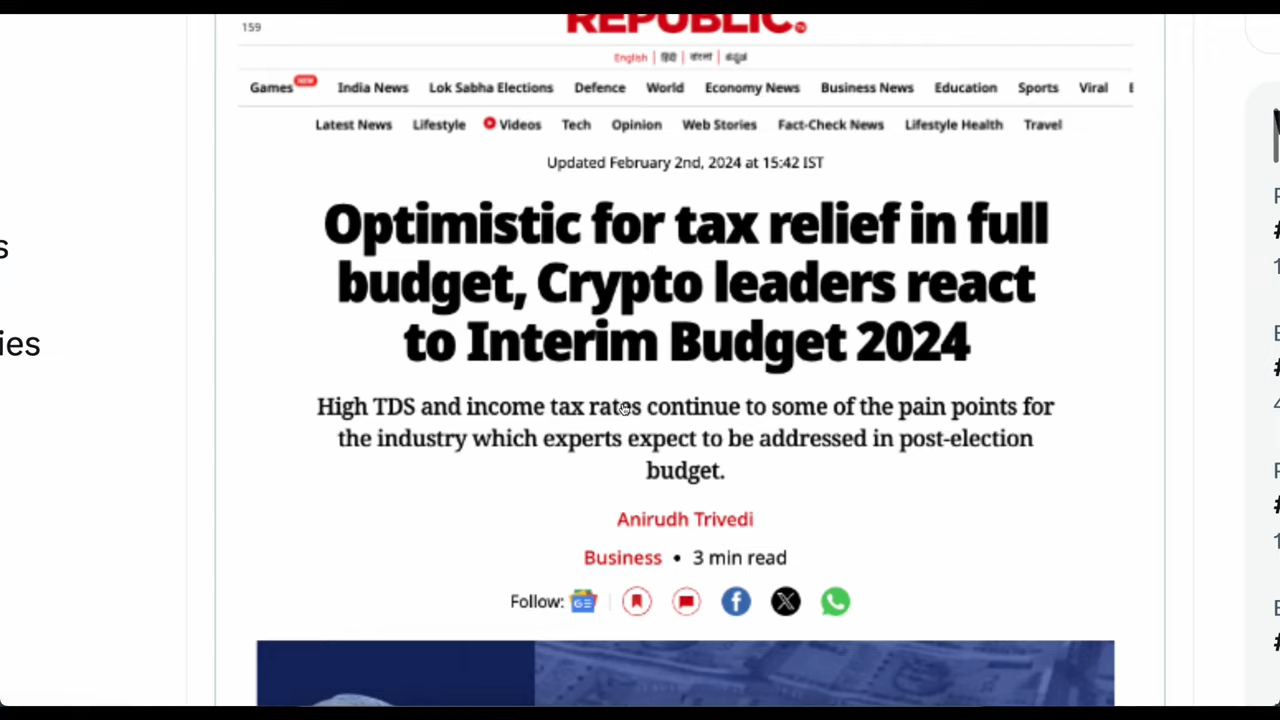 REPUBLIC.
159
English | हिंदी | বাংলা | ಕನ್ನಡ
Games NEW India News Lok Sabha Elections Defence World Economy News Business News Education Sports Viral
Latest News Lifestyle Videos Tech Opinion Web Stories Fact-Check News Lifestyle Health Travel
Updated February 2nd, 2024 at 15:42 IST
Optimistic for tax relief in full
budget, Crypto leaders react
to Interim Budget 2024
s
ies
High TDS and income tax rates continue to some of the pain points for
the industry which experts expect to be addressed in post-election
budget.
Anirudh Trivedi
Business • 3 min read
Follow: